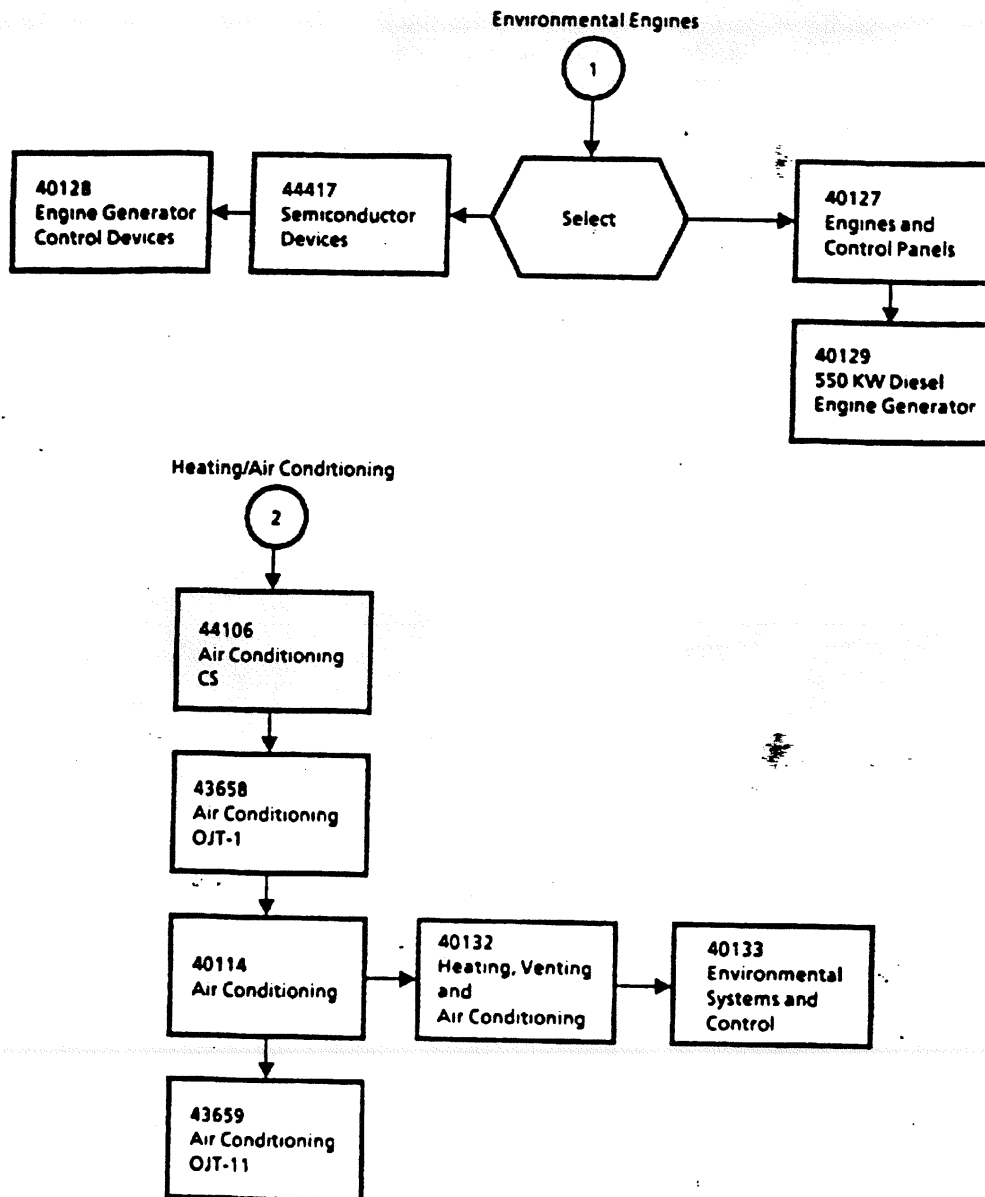 Environmental Engines
1
40128
Engine Generator
Control Devices
44417
Semiconductor
Devices
Select
40127
Engines and
Control Panels
40129
550 KW Diesel
Engine Generator
Heating/Air Conditioning
2
44106
Air Conditioning
CS
43658
Air Conditioning
OJT-1
40114
Air Conditioning
40132
Heating, Venting
and
Air Conditioning
40133
Environmental
Systems and
Control
43659
Air Conditioning
OJT-11